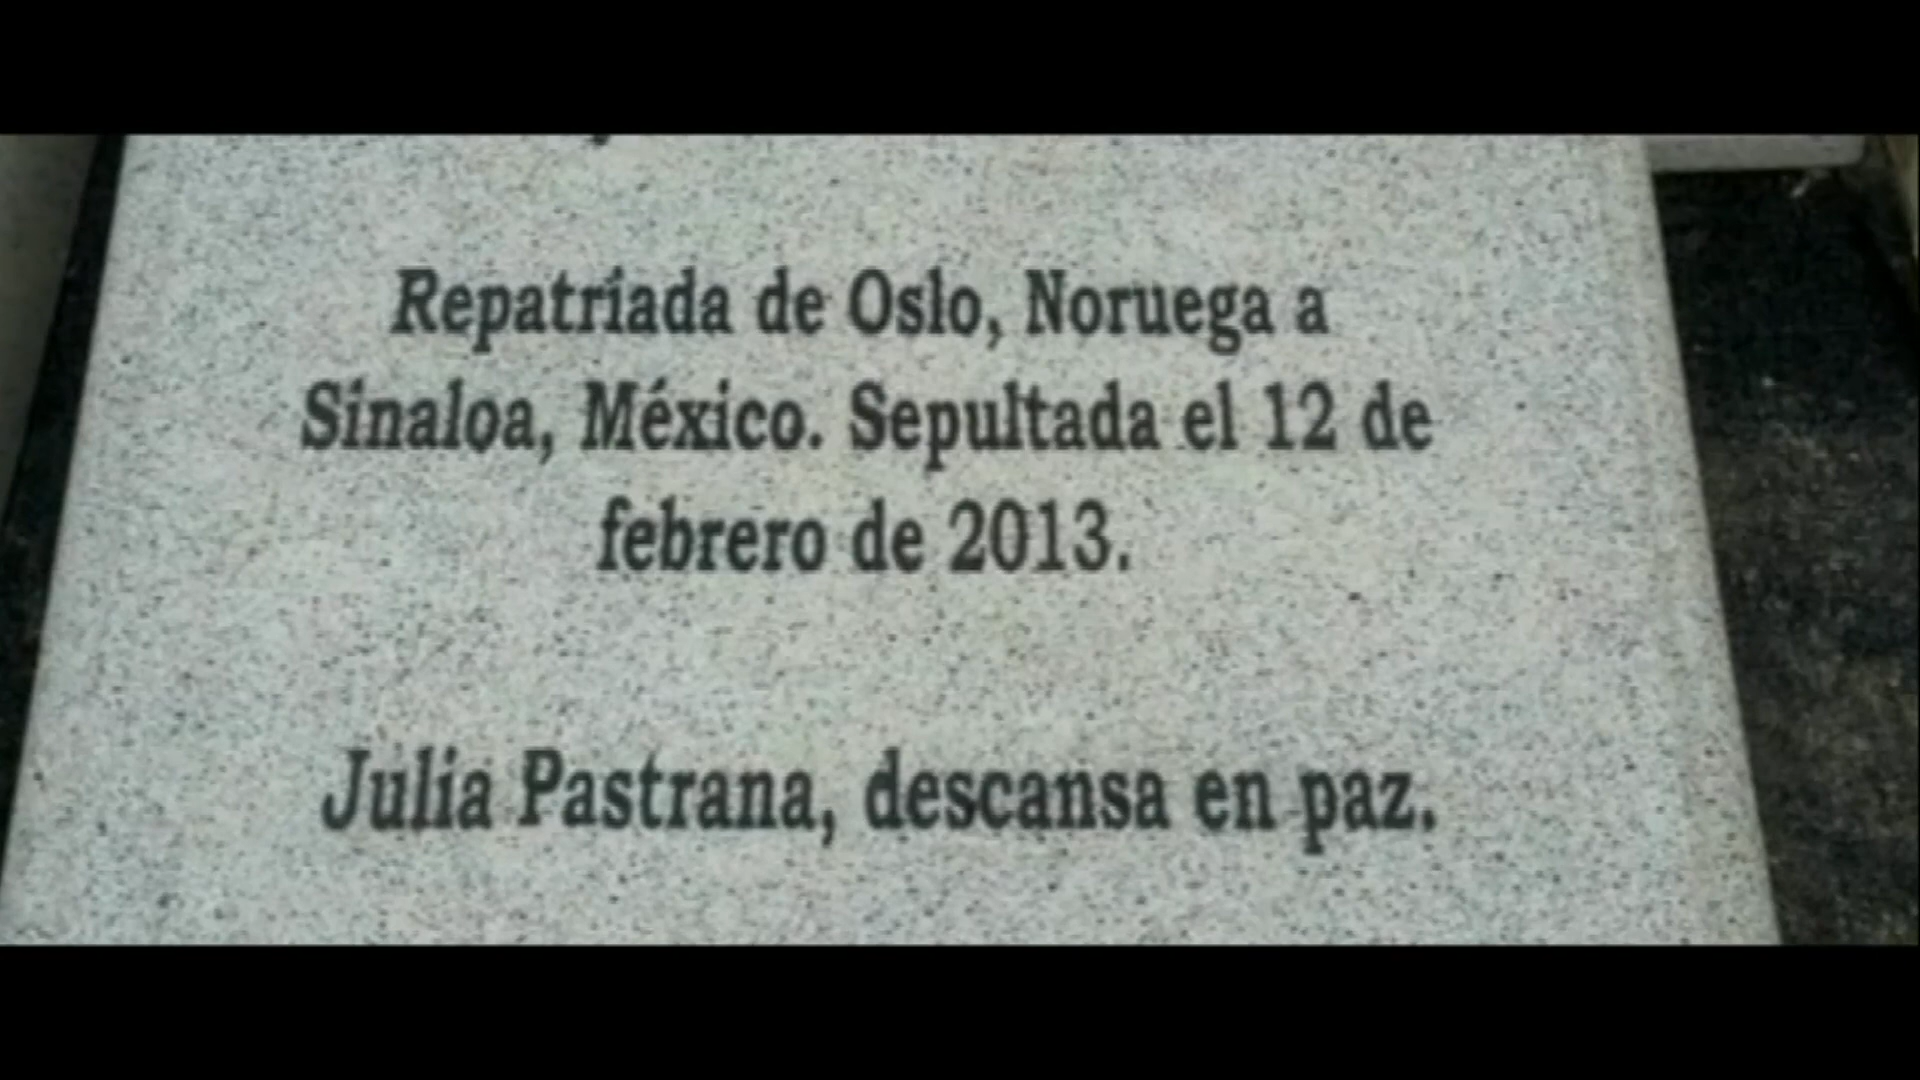 Repatriada de Oslo, Noruega a
Sinaloa, México. Sepultada el 12 de
febrero de 2013.
Julia Pastrana, descansa en paz.